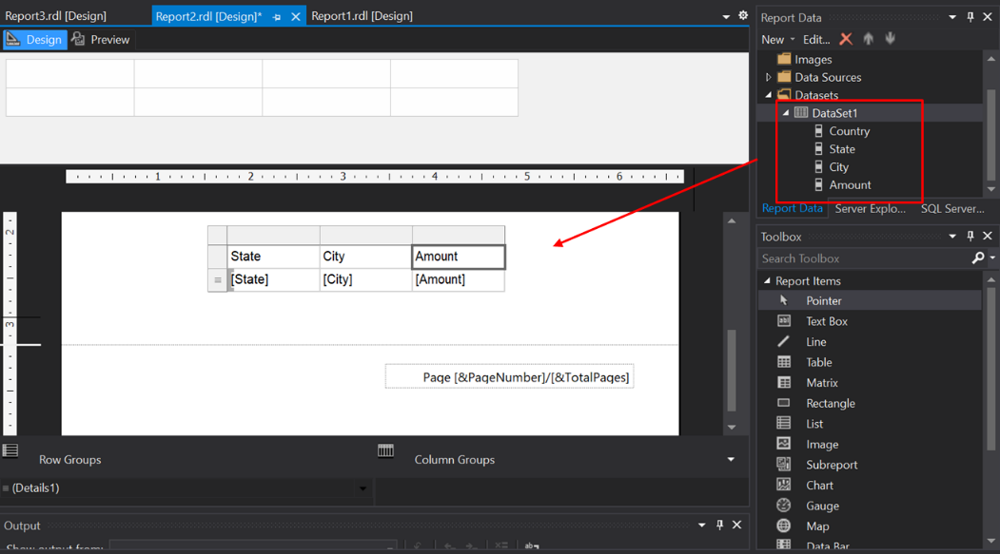 Report3.rdl [Design]
Report2.rdl [Design]*
Report1.rdl [Design]
Design
Preview
1 2 3 4 5 6
2
3
State City Amount
[State] [City] [Amount]
Page [&PageNumber]/[&TotalPages]
Row Groups
Column Groups
(Details1)
Output
Show output from:
Report Data
New Edit...
Images
Data Sources
Datasets
DataSet1
Country
State
City
Amount
Report Data Server Explo... SQL Server...
Toolbox
Search Toolbox
Report Items
Pointer
Text Box
Line
Table
Matrix
Rectangle
List
Image
Subreport
Chart
Gauge
Map
Data Bar